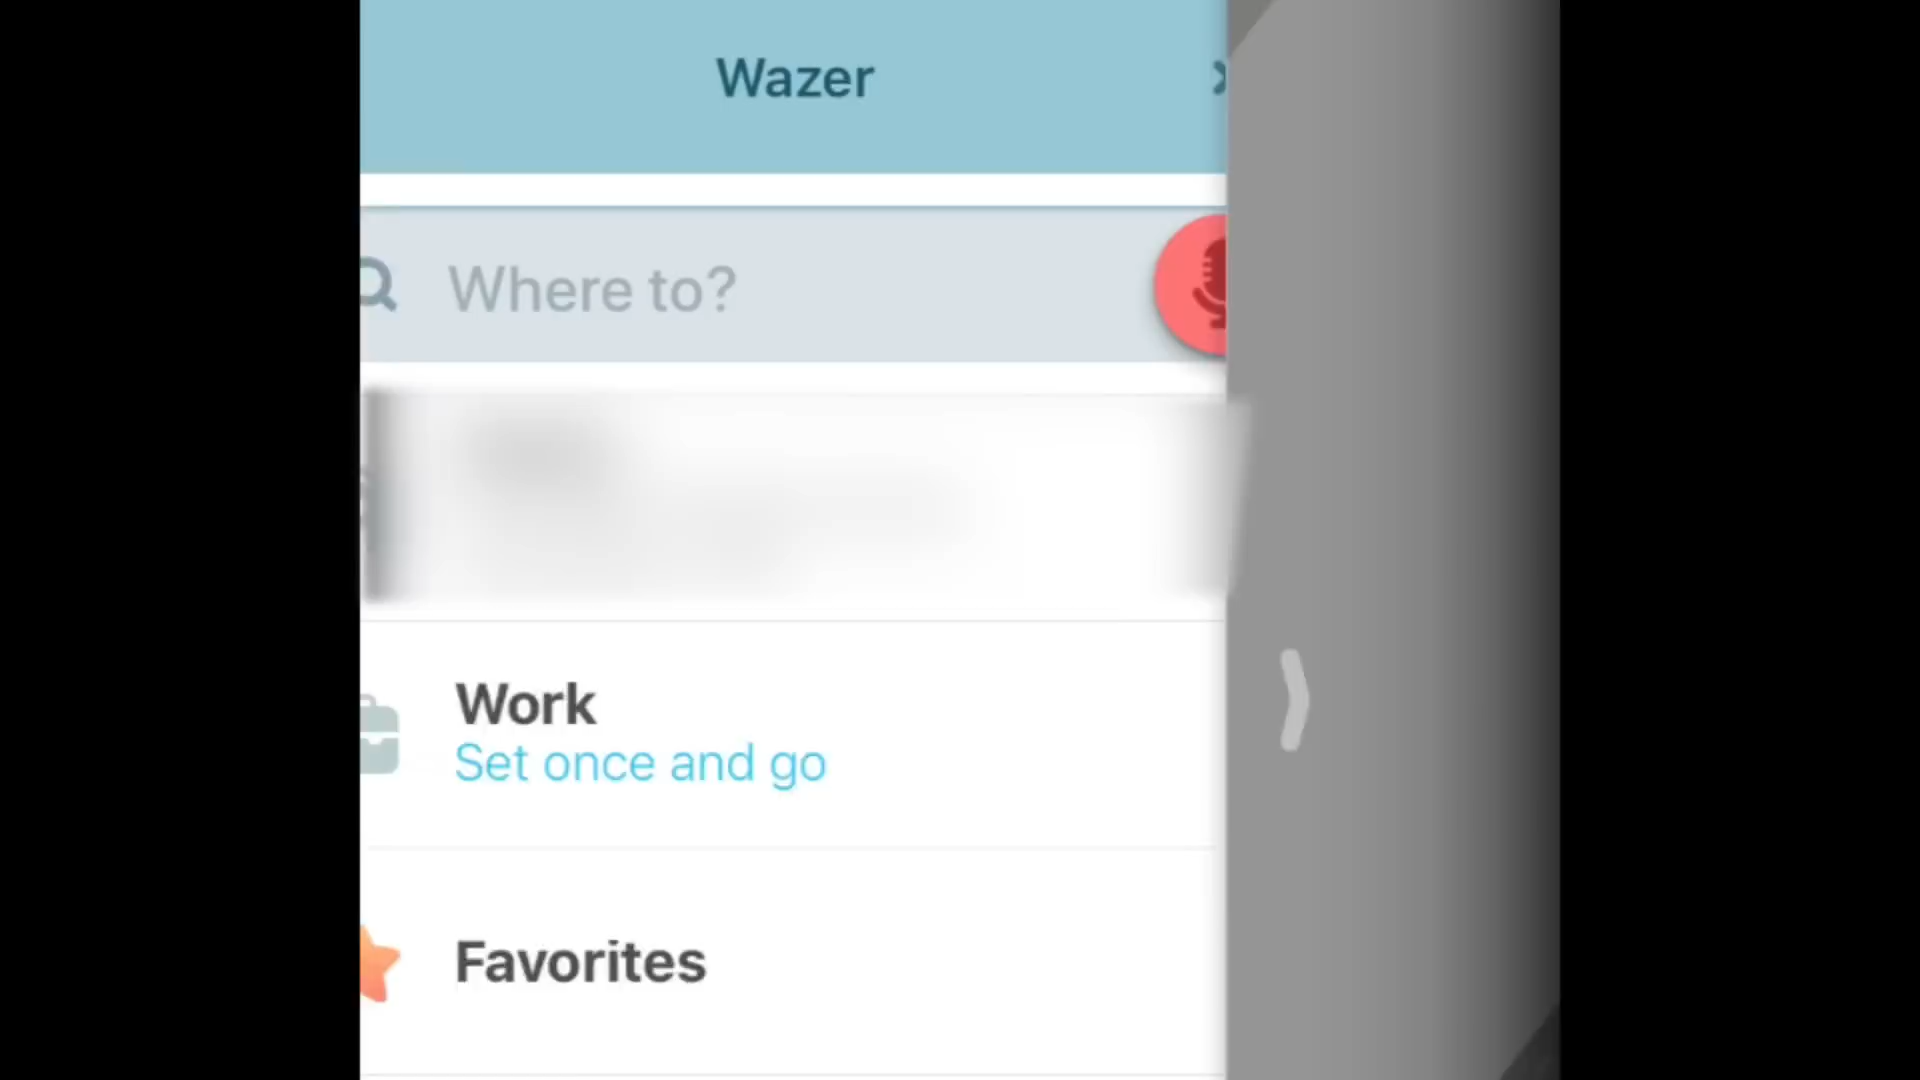 Wazer
Where to?
Work
Set once and go
Favorites